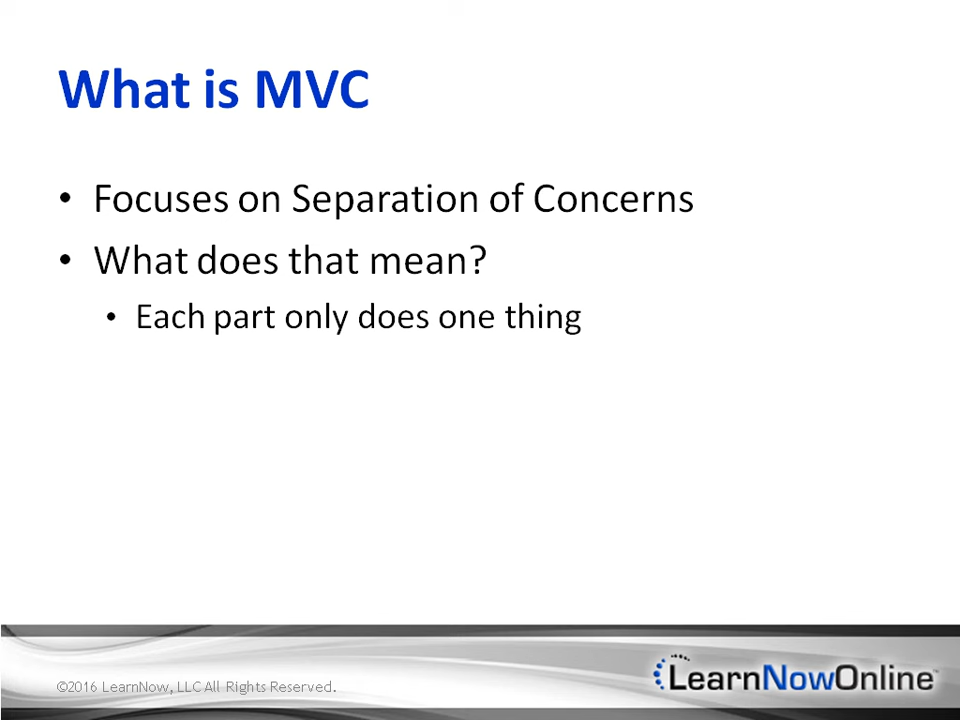 What is MVC
• Focuses on Separation of Concerns
• What does that mean?
• Each part only does one thing
©2016 LearnNow, LLC All Rights Reserved.
LearnNowOnline™